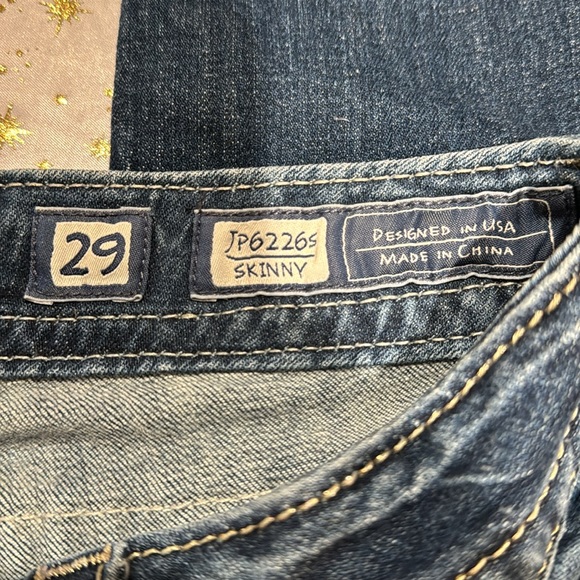 29
JP6226S
SKINNY
DESIGNED IN USA
MADE IN CHINA